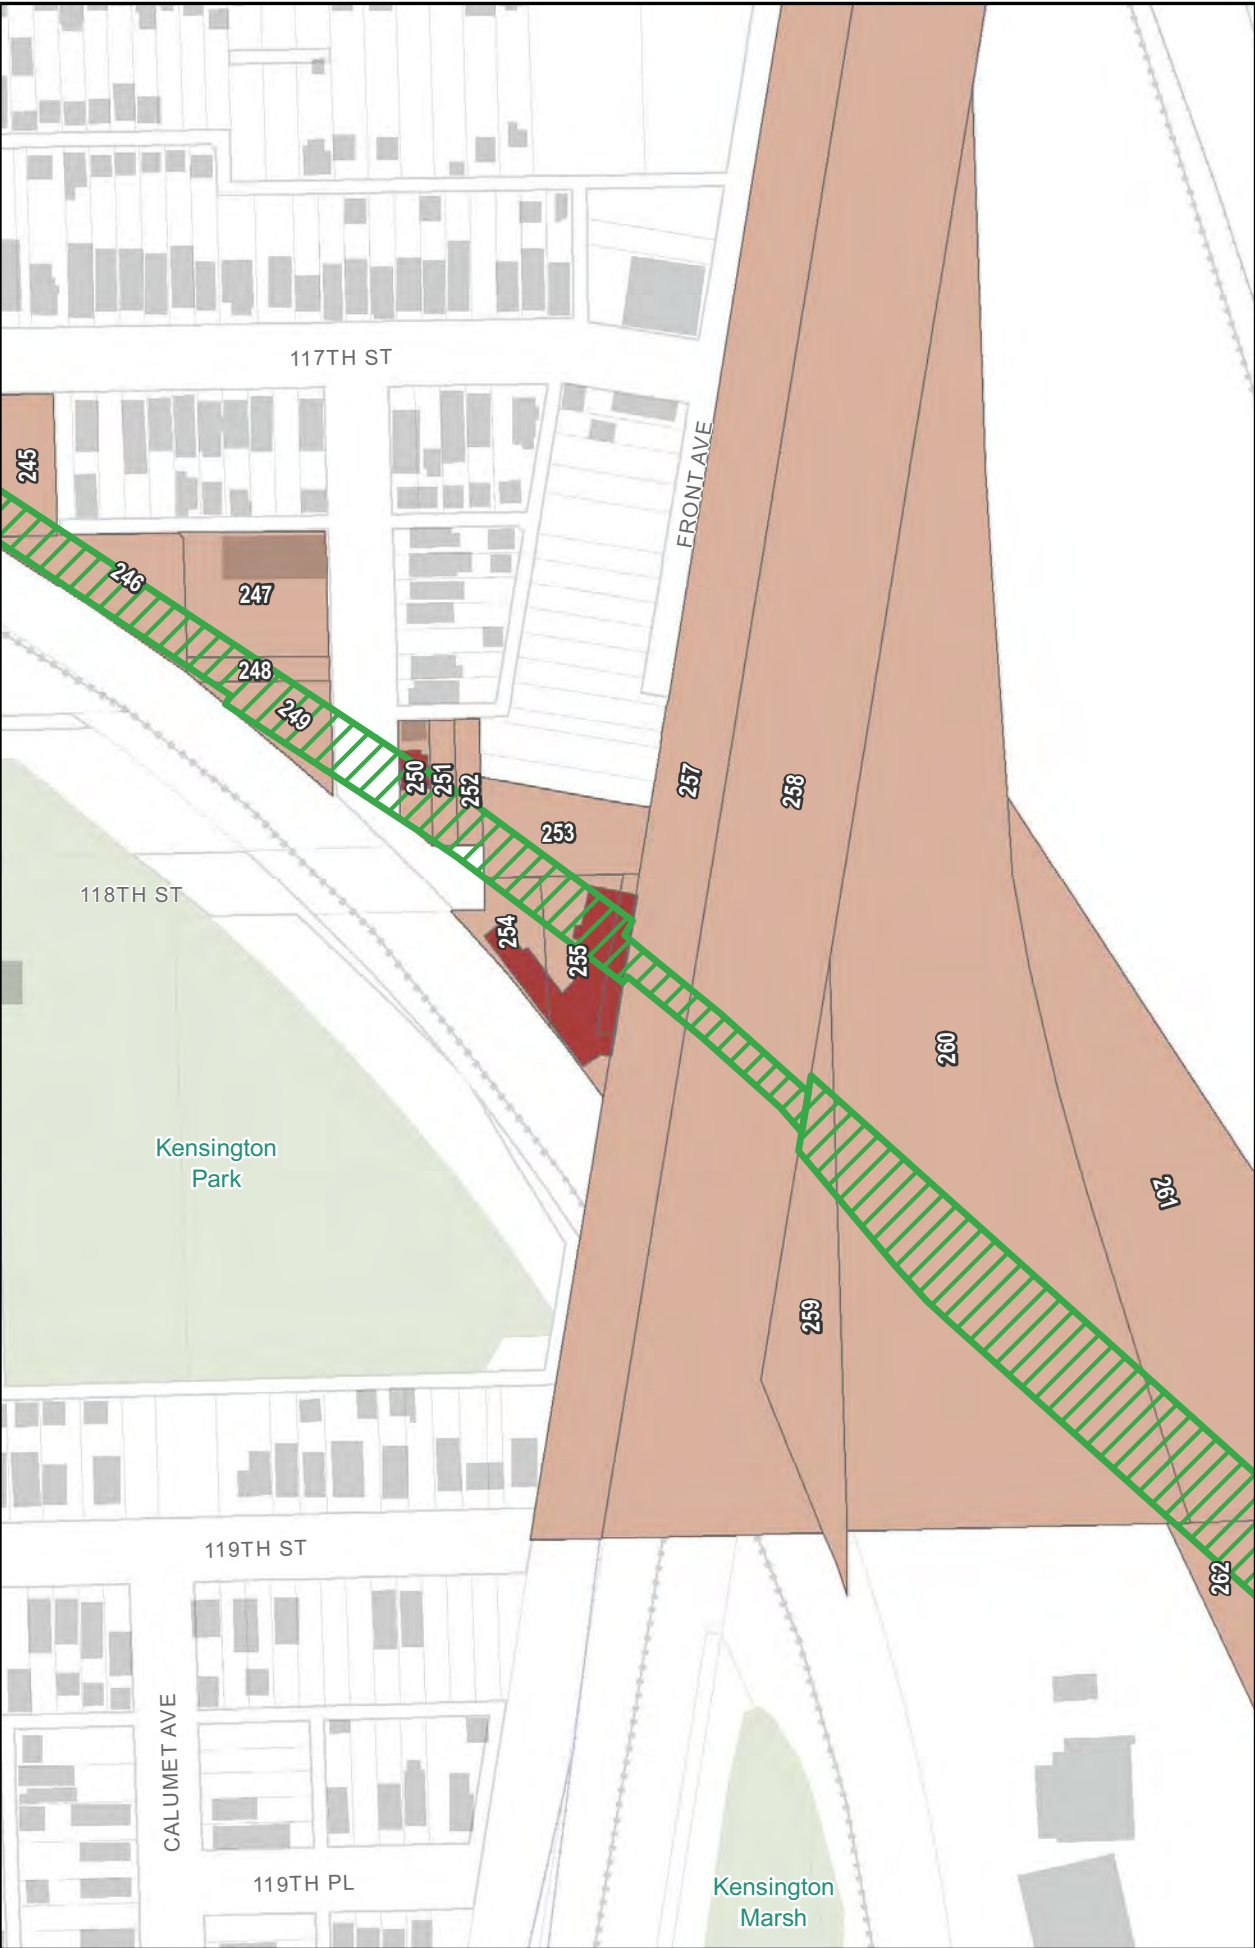 117TH ST
FRONT AVE
245
246
247
248
249
250
251
252
253
257
258
118TH ST
254
255
260
Kensington
Park
261
259
119TH ST
262
CALUMET AVE
119TH PL
Kensington
Marsh